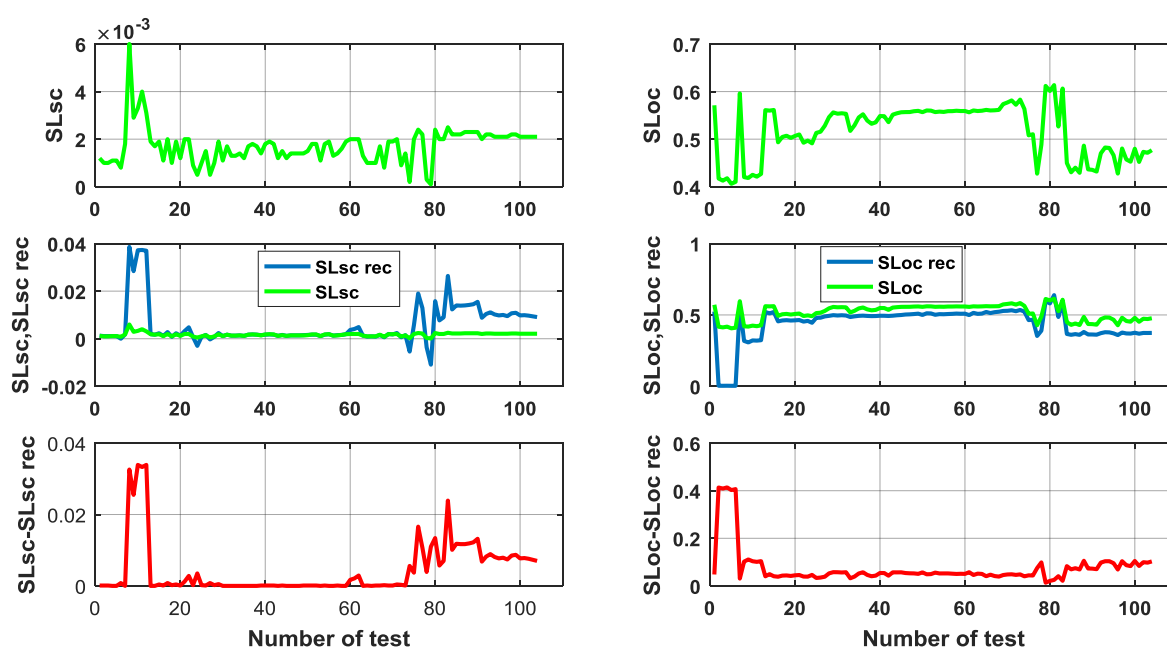 ×10^-3
SLsc
6
4
2
0
0 20 40 60 80 100
SLoc
0.7
0.6
0.5
0.4
0 20 40 60 80 100
SLsc,SLsc rec
0.04
0.02
0
-0.02
SLsc rec
SLsc
0 20 40 60 80 100
SLoc,SLoc rec
1
0.5
0
SLoc rec
SLoc
0 20 40 60 80 100
SLsc-SLsc rec
0.04
0.02
0
0 20 40 60 80 100
Number of test
SLoc-SLoc rec
0.6
0.4
0.2
0
0 20 40 60 80 100
Number of test